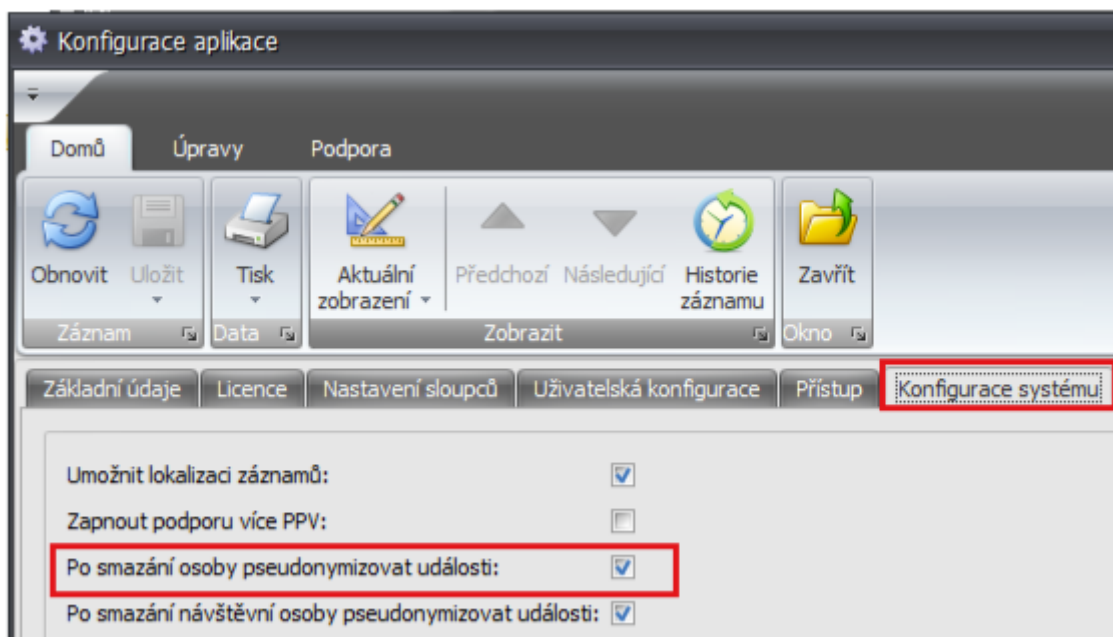 Konfigurace aplikace
Domů Úpravy Podpora
Obnovit Uložit Tisk Aktuální zobrazení Předchozí Následující Historie záznamu Zavřít
Záznam Data Zobrazit Okno
Základní údaje Licence Nastavení sloupců Uživatelská konfigurace Přístup Konfigurace systému
Umožnit lokalizaci záznamů:
Zapnout podporu více PPV:
Po smazání osoby pseudonymizovat události:
Po smazání návštěvní osoby pseudonymizovat události: